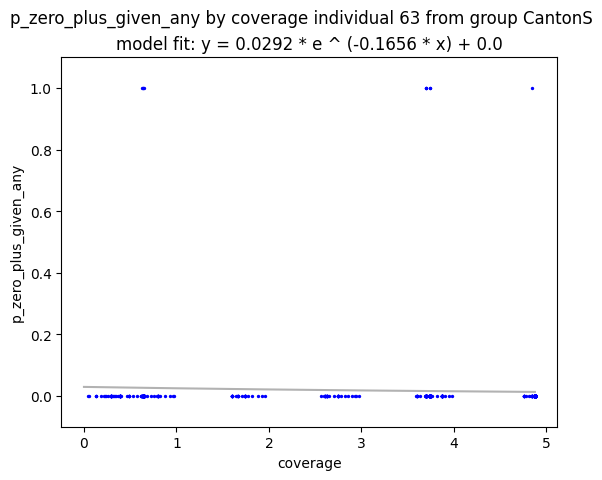 p_zero_plus_given_any by coverage individual 63 from group CantonS
model fit: y = 0.0292 * e ^ (-0.1656 * x) + 0.0
1.0
0.8
0.6
0.4
0.2
0.0
p_zero_plus_given_any
0 1 2 3 4 5
coverage